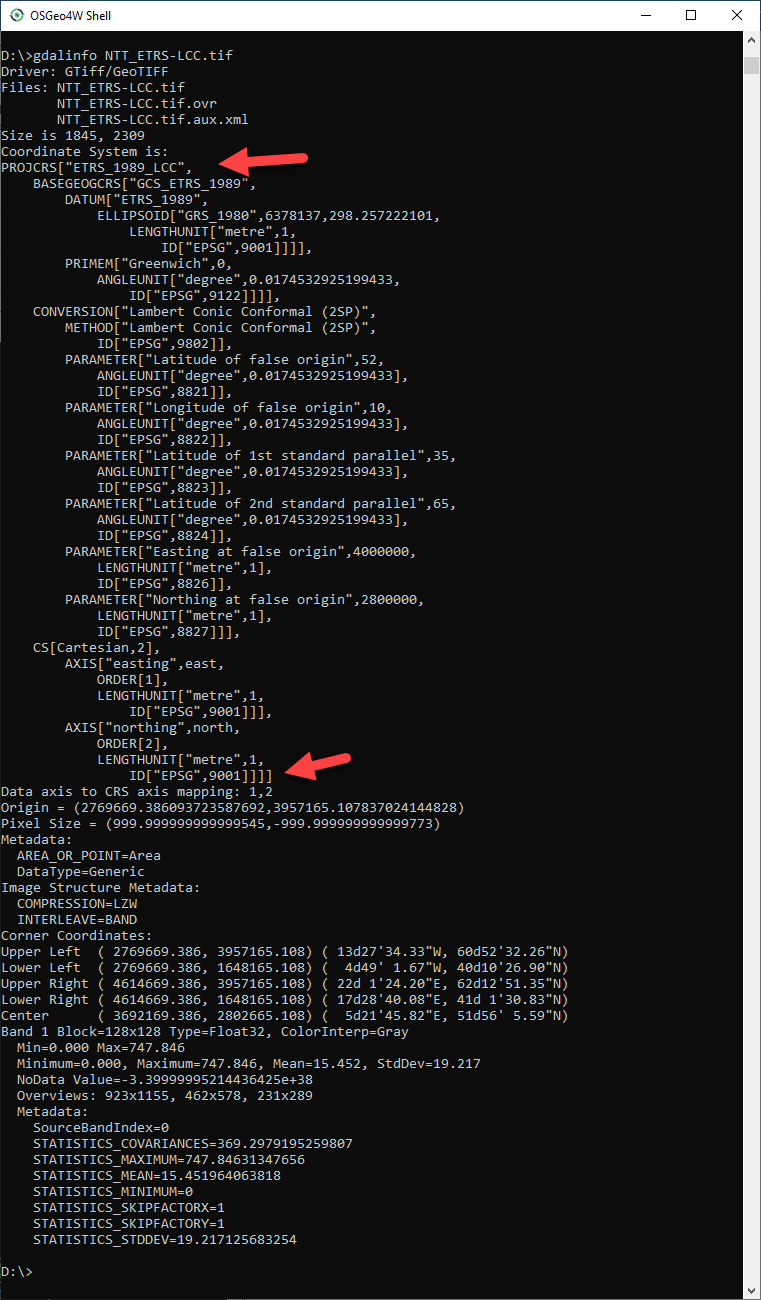 OSGeo4W Shell
D:\>gdalinfo NTT_ETRS-LCC.tif
Driver: GTiff/GeoTIFF
Files: NTT_ETRS-LCC.tif
       NTT_ETRS-LCC.tif.ovr
       NTT_ETRS-LCC.tif.aux.xml
Size is 1845, 2309
Coordinate System is:
PROJCRS["ETRS_1989_LCC",
    BASEGEOGCRS["GCS_ETRS_1989",
        DATUM["ETRS_1989",
            ELLIPSOID["GRS_1980",6378137,298.257222101,
                LENGTHUNIT["metre",1,
                    ID["EPSG",9001]]]],
        PRIMEM["Greenwich",0,
            ANGLEUNIT["degree",0.0174532925199433,
                ID["EPSG",9122]]]],
    CONVERSION["Lambert Conic Conformal (2SP)",
        METHOD["Lambert Conic Conformal (2SP)",
            ID["EPSG",9802]],
        PARAMETER["Latitude of false origin",52,
            ANGLEUNIT["degree",0.0174532925199433],
            ID["EPSG",8821]],
        PARAMETER["Longitude of false origin",10,
            ANGLEUNIT["degree",0.0174532925199433],
            ID["EPSG",8822]],
        PARAMETER["Latitude of 1st standard parallel",35,
            ANGLEUNIT["degree",0.0174532925199433],
            ID["EPSG",8823]],
        PARAMETER["Latitude of 2nd standard parallel",65,
            ANGLEUNIT["degree",0.0174532925199433],
            ID["EPSG",8824]],
        PARAMETER["Easting at false origin",4000000,
            LENGTHUNIT["metre",1],
            ID["EPSG",8826]],
        PARAMETER["Northing at false origin",2800000,
            LENGTHUNIT["metre",1],
            ID["EPSG",8827]]],
    CS[Cartesian,2],
        AXIS["easting",east,
            ORDER[1],
            LENGTHUNIT["metre",1,
                ID["EPSG",9001]]],
        AXIS["northing",north,
            ORDER[2],
            LENGTHUNIT["metre",1,
                ID["EPSG",9001]]]]
Data axis to CRS axis mapping: 1,2
Origin = (2769669.386093723587692,3957165.107837024144828)
Pixel Size = (999.999999999999545,-999.999999999999773)
Metadata:
  AREA_OR_POINT=Area
  DataType=Generic
Image Structure Metadata:
  COMPRESSION=LZW
  INTERLEAVE=BAND
Corner Coordinates:
Upper Left  ( 2769669.386, 3957165.108) ( 13d27'34.33"W, 60d52'32.26"N)
Lower Left  ( 2769669.386, 1648165.108) (  4d49' 1.67"W, 40d10'26.90"N)
Upper Right ( 4614669.386, 3957165.108) ( 22d 1'24.20"E, 62d12'51.35"N)
Lower Right ( 4614669.386, 1648165.108) ( 17d28'40.08"E, 41d 1'30.83"N)
Center      ( 3692169.386, 2802665.108) (  5d21'45.82"E, 51d56' 5.59"N)
Band 1 Block=128x128 Type=Float32, ColorInterp=Gray
  Min=0.000 Max=747.846
  Minimum=0.000, Maximum=747.846, Mean=15.452, StdDev=19.217
  NoData Value=-3.39999995214436425e+38
  Overviews: 923x1155, 462x578, 231x289
  Metadata:
    SourceBandIndex=0
    STATISTICS_COVARIANCES=369.2979195259807
    STATISTICS_MAXIMUM=747.84631347656
    STATISTICS_MEAN=15.451964063818
    STATISTICS_MINIMUM=0
    STATISTICS_SKIPFACTORX=1
    STATISTICS_SKIPFACTORY=1
    STATISTICS_STDDEV=19.217125683254
D:\>